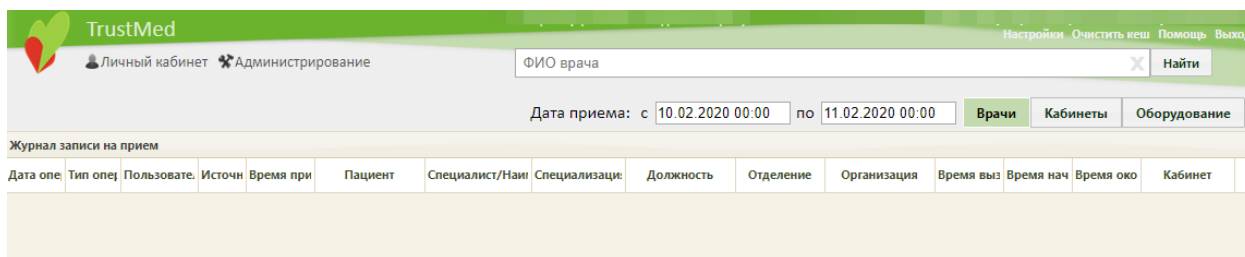 TrustMed
Настройки Очистить кеш Помощь Выхо
Личный кабинет Администрирование ФИО врача X Найти
Дата приема: с 10.02.2020 00:00 по 11.02.2020 00:00 Врачи Кабинеты Оборудование
Журнал записи на прием
Дата опе Тип опер Пользовате. Источн Время при Пациент Специалист/Наим Специализаци Должность Отделение Организация Время выз Время нач Время око Кабинет